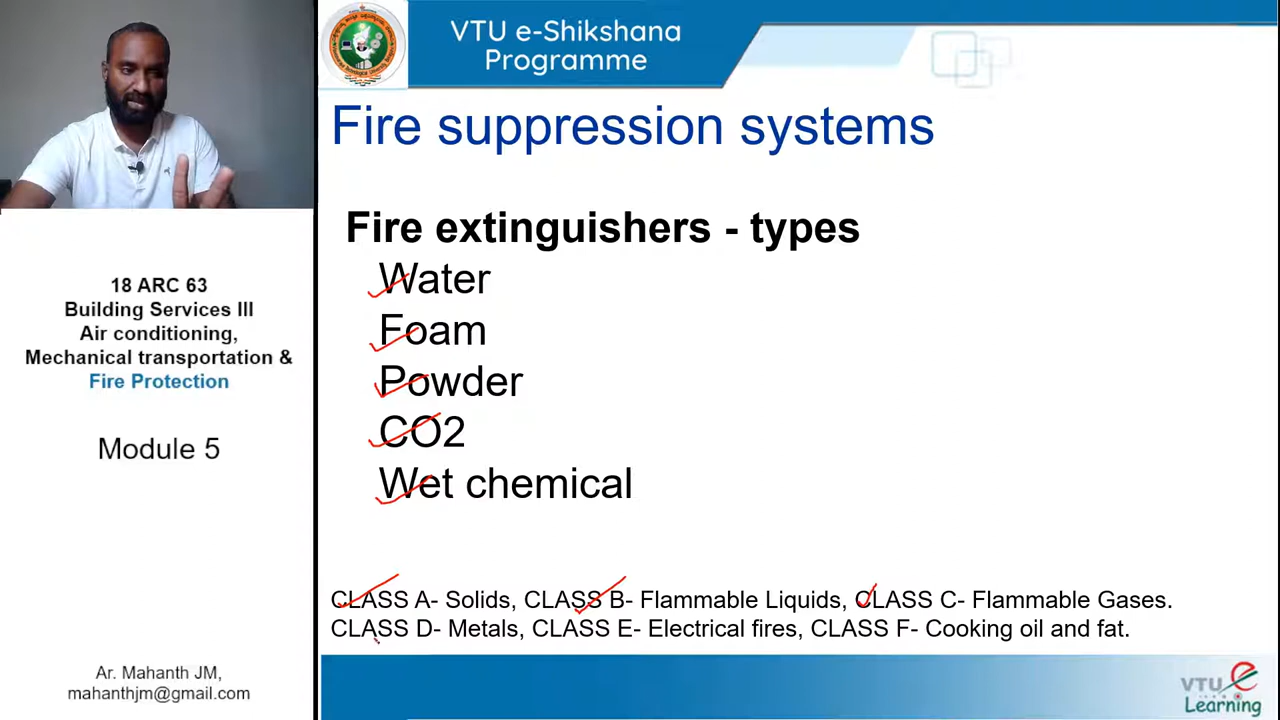 VTU e-Shikshana
Programme
Fire suppression systems
Fire extinguishers - types
Water
Foam
Powder
CO2
Wet chemical
CLASS A- Solids, CLASS B- Flammable Liquids, CLASS C- Flammable Gases.
CLASS D- Metals, CLASS E- Electrical fires, CLASS F- Cooking oil and fat.
18 ARC 63
Building Services III
Air conditioning,
Mechanical transportation &
Fire Protection
Module 5
Ar. Mahanth JM,
mahanthjm@gmail.com
VTU e
Learning